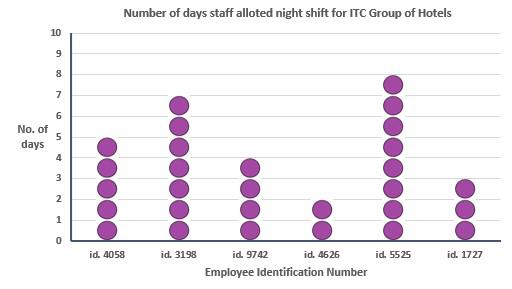 Number of days staff alloted night shift for ITC Group of Hotels
10
9
8
7
6
5
4
3
2
1
0
No. of
days
id. 4058 id. 3198 id. 9742 id. 4626 id. 5525 id. 1727
Employee Identification Number